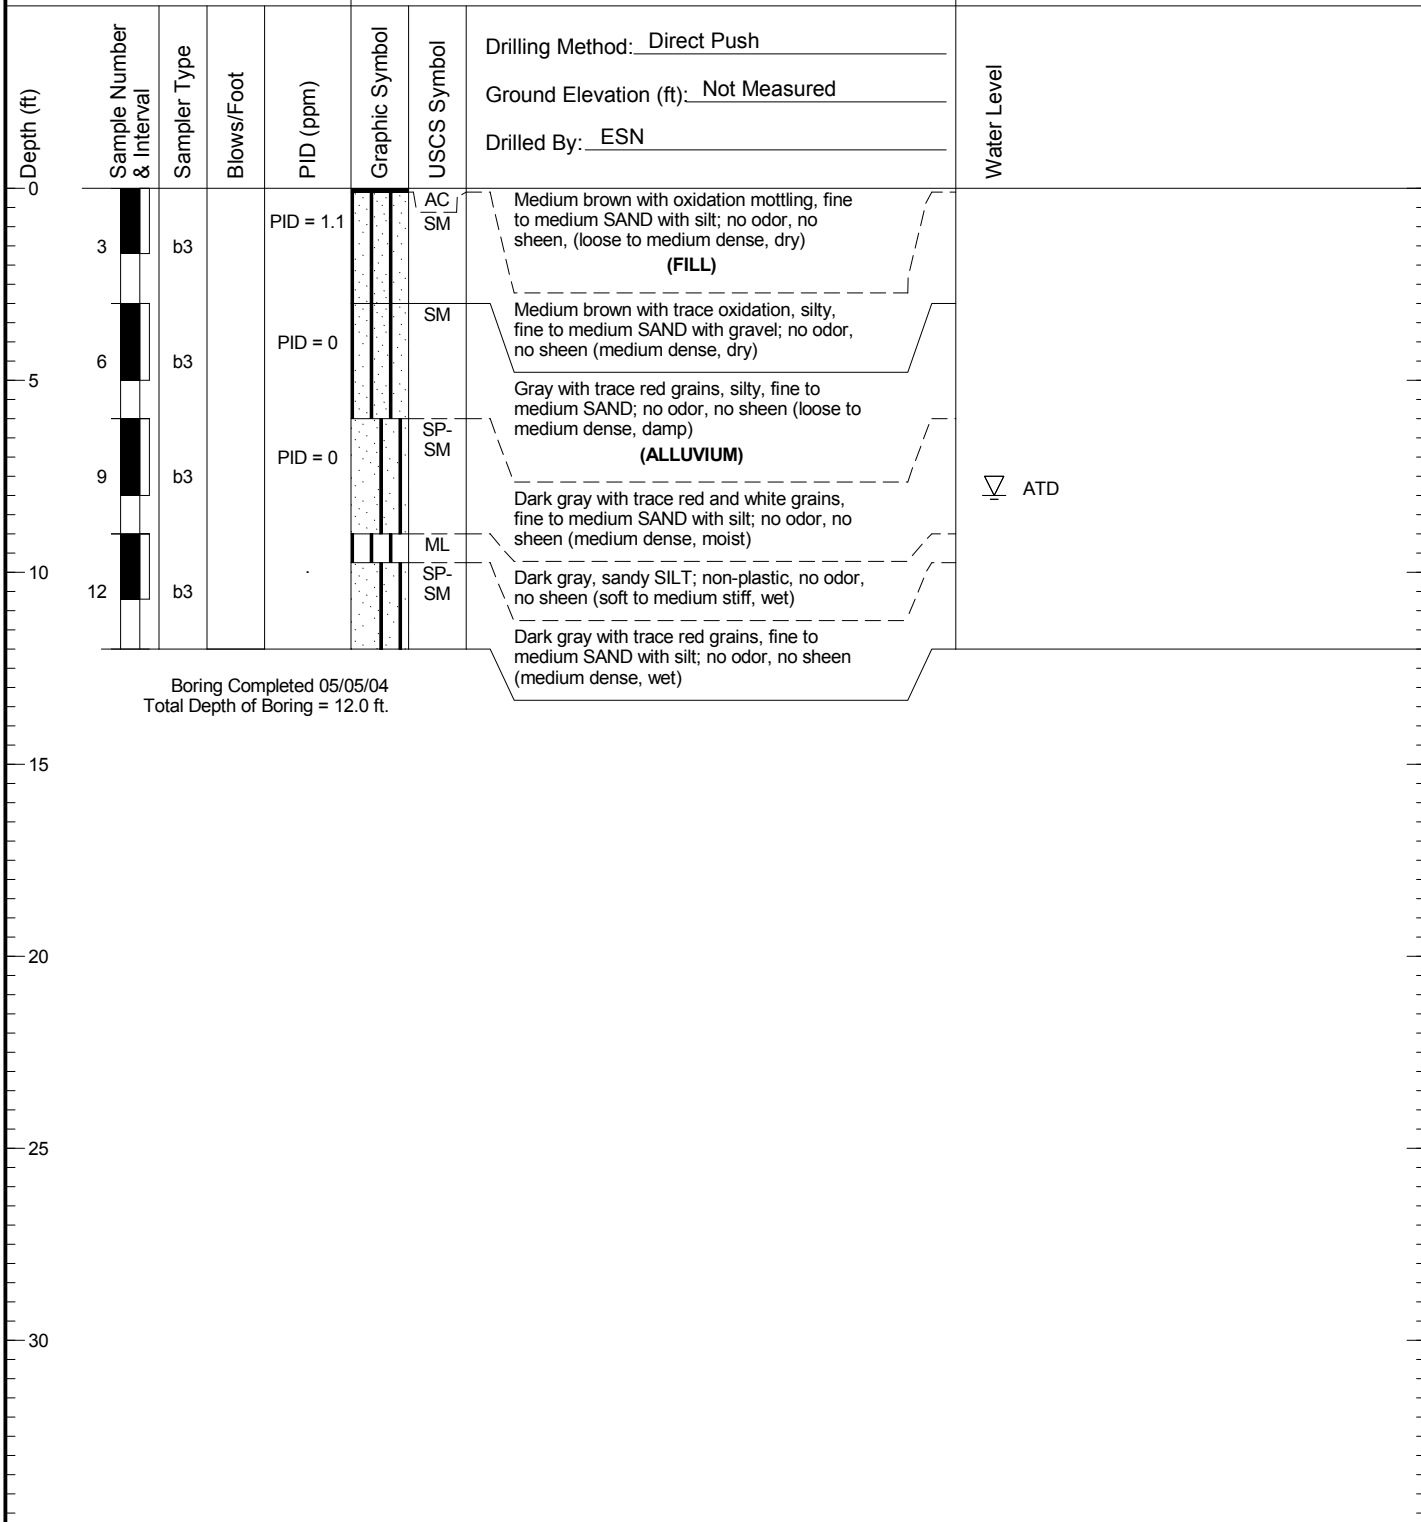 Depth (ft)
Sample Number
& Interval
Sampler Type
Blows/Foot
PID (ppm)
Graphic Symbol
USCS Symbol
Drilling Method: Direct Push
Ground Elevation (ft): Not Measured
Drilled By: ESN
Water Level
0
AC
SM
PID = 1.1
3
b3
Medium brown with oxidation mottling, fine
to medium SAND with silt; no odor, no
sheen, (loose to medium dense, dry)
(FILL)
SM
PID = 0
6
b3
Medium brown with trace oxidation, silty,
fine to medium SAND with gravel; no odor,
no sheen (medium dense, dry)
5
Gray with trace red grains, silty, fine to
medium SAND; no odor, no sheen (loose to
medium dense, damp)
(ALLUVIUM)
SP-
SM
PID = 0
9
b3
ATD
Dark gray with trace red and white grains,
fine to medium SAND with silt; no odor, no
sheen (medium dense, moist)
ML
10
Dark gray, sandy SILT; non-plastic, no odor,
no sheen (soft to medium stiff, wet)
SP-
SM
12
b3
Dark gray with trace red grains, fine to
medium SAND with silt; no odor, no sheen
(medium dense, wet)
Boring Completed 05/05/04
Total Depth of Boring = 12.0 ft.
15
20
25
30